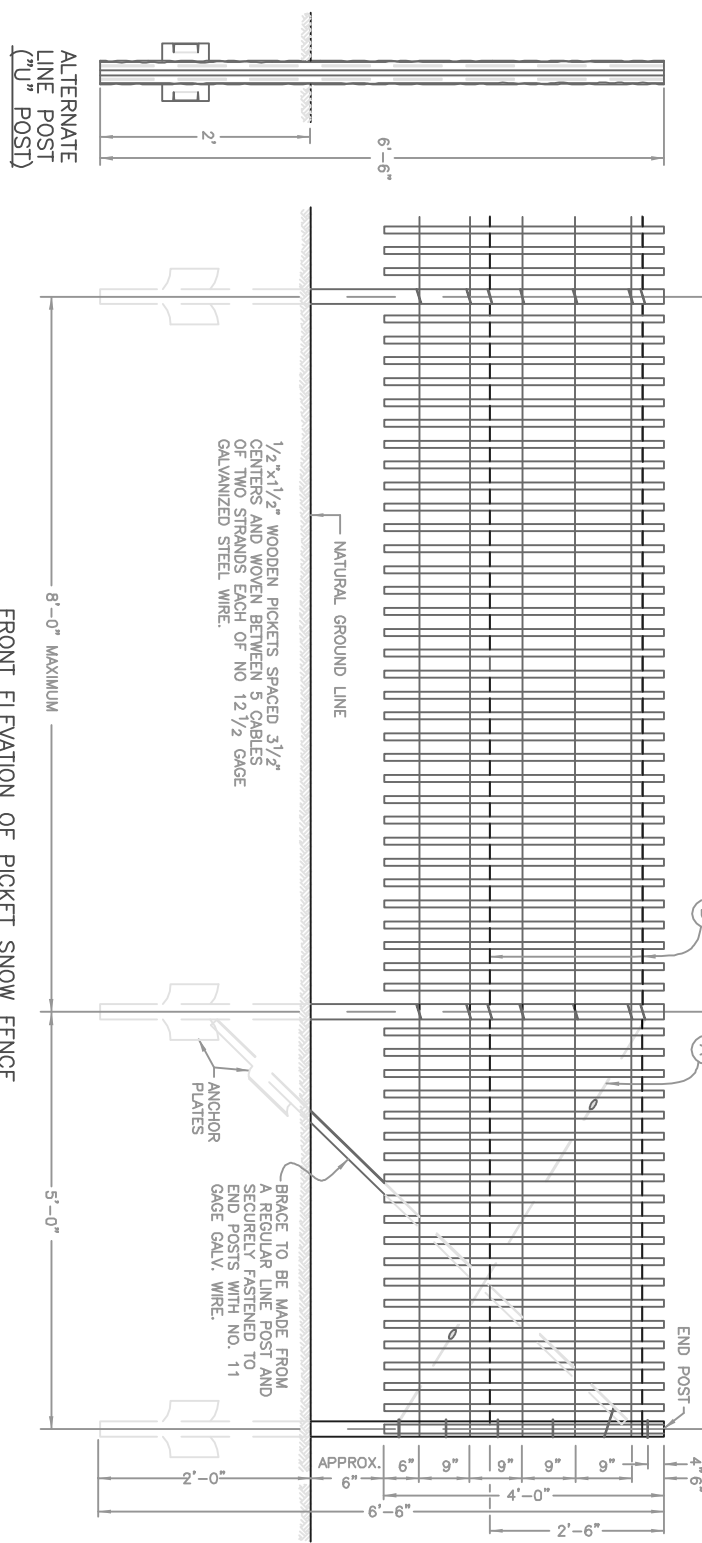 ALTERNATE
LINE POST
("U" POST)
2'
6'-6"
1/2"x1 1/2" WOODEN PICKETS SPACED 3 1/2"
CENTERS AND WOVEN BETWEEN 5 CABLES
OF TWO STRANDS EACH OF NO 12 1/2 GAGE
GALVANIZED STEEL WIRE.
NATURAL GROUND LINE
8'-0" MAXIMUM
FRONT ELEVATION OF PICKET SNOW FENCE
ANCHOR
PLATES
5'-0"
BRACE TO BE MADE FROM
A REGULAR LINE POST AND
SECURELY FASTENED TO
END POSTS WITH NO. 11
GAGE GALV. WIRE.
END POST
2'-0"
APPROX.
6"
6"
9"
9"
9"
9"
4"
6"
4'-0"
6'-6"
2'-6"